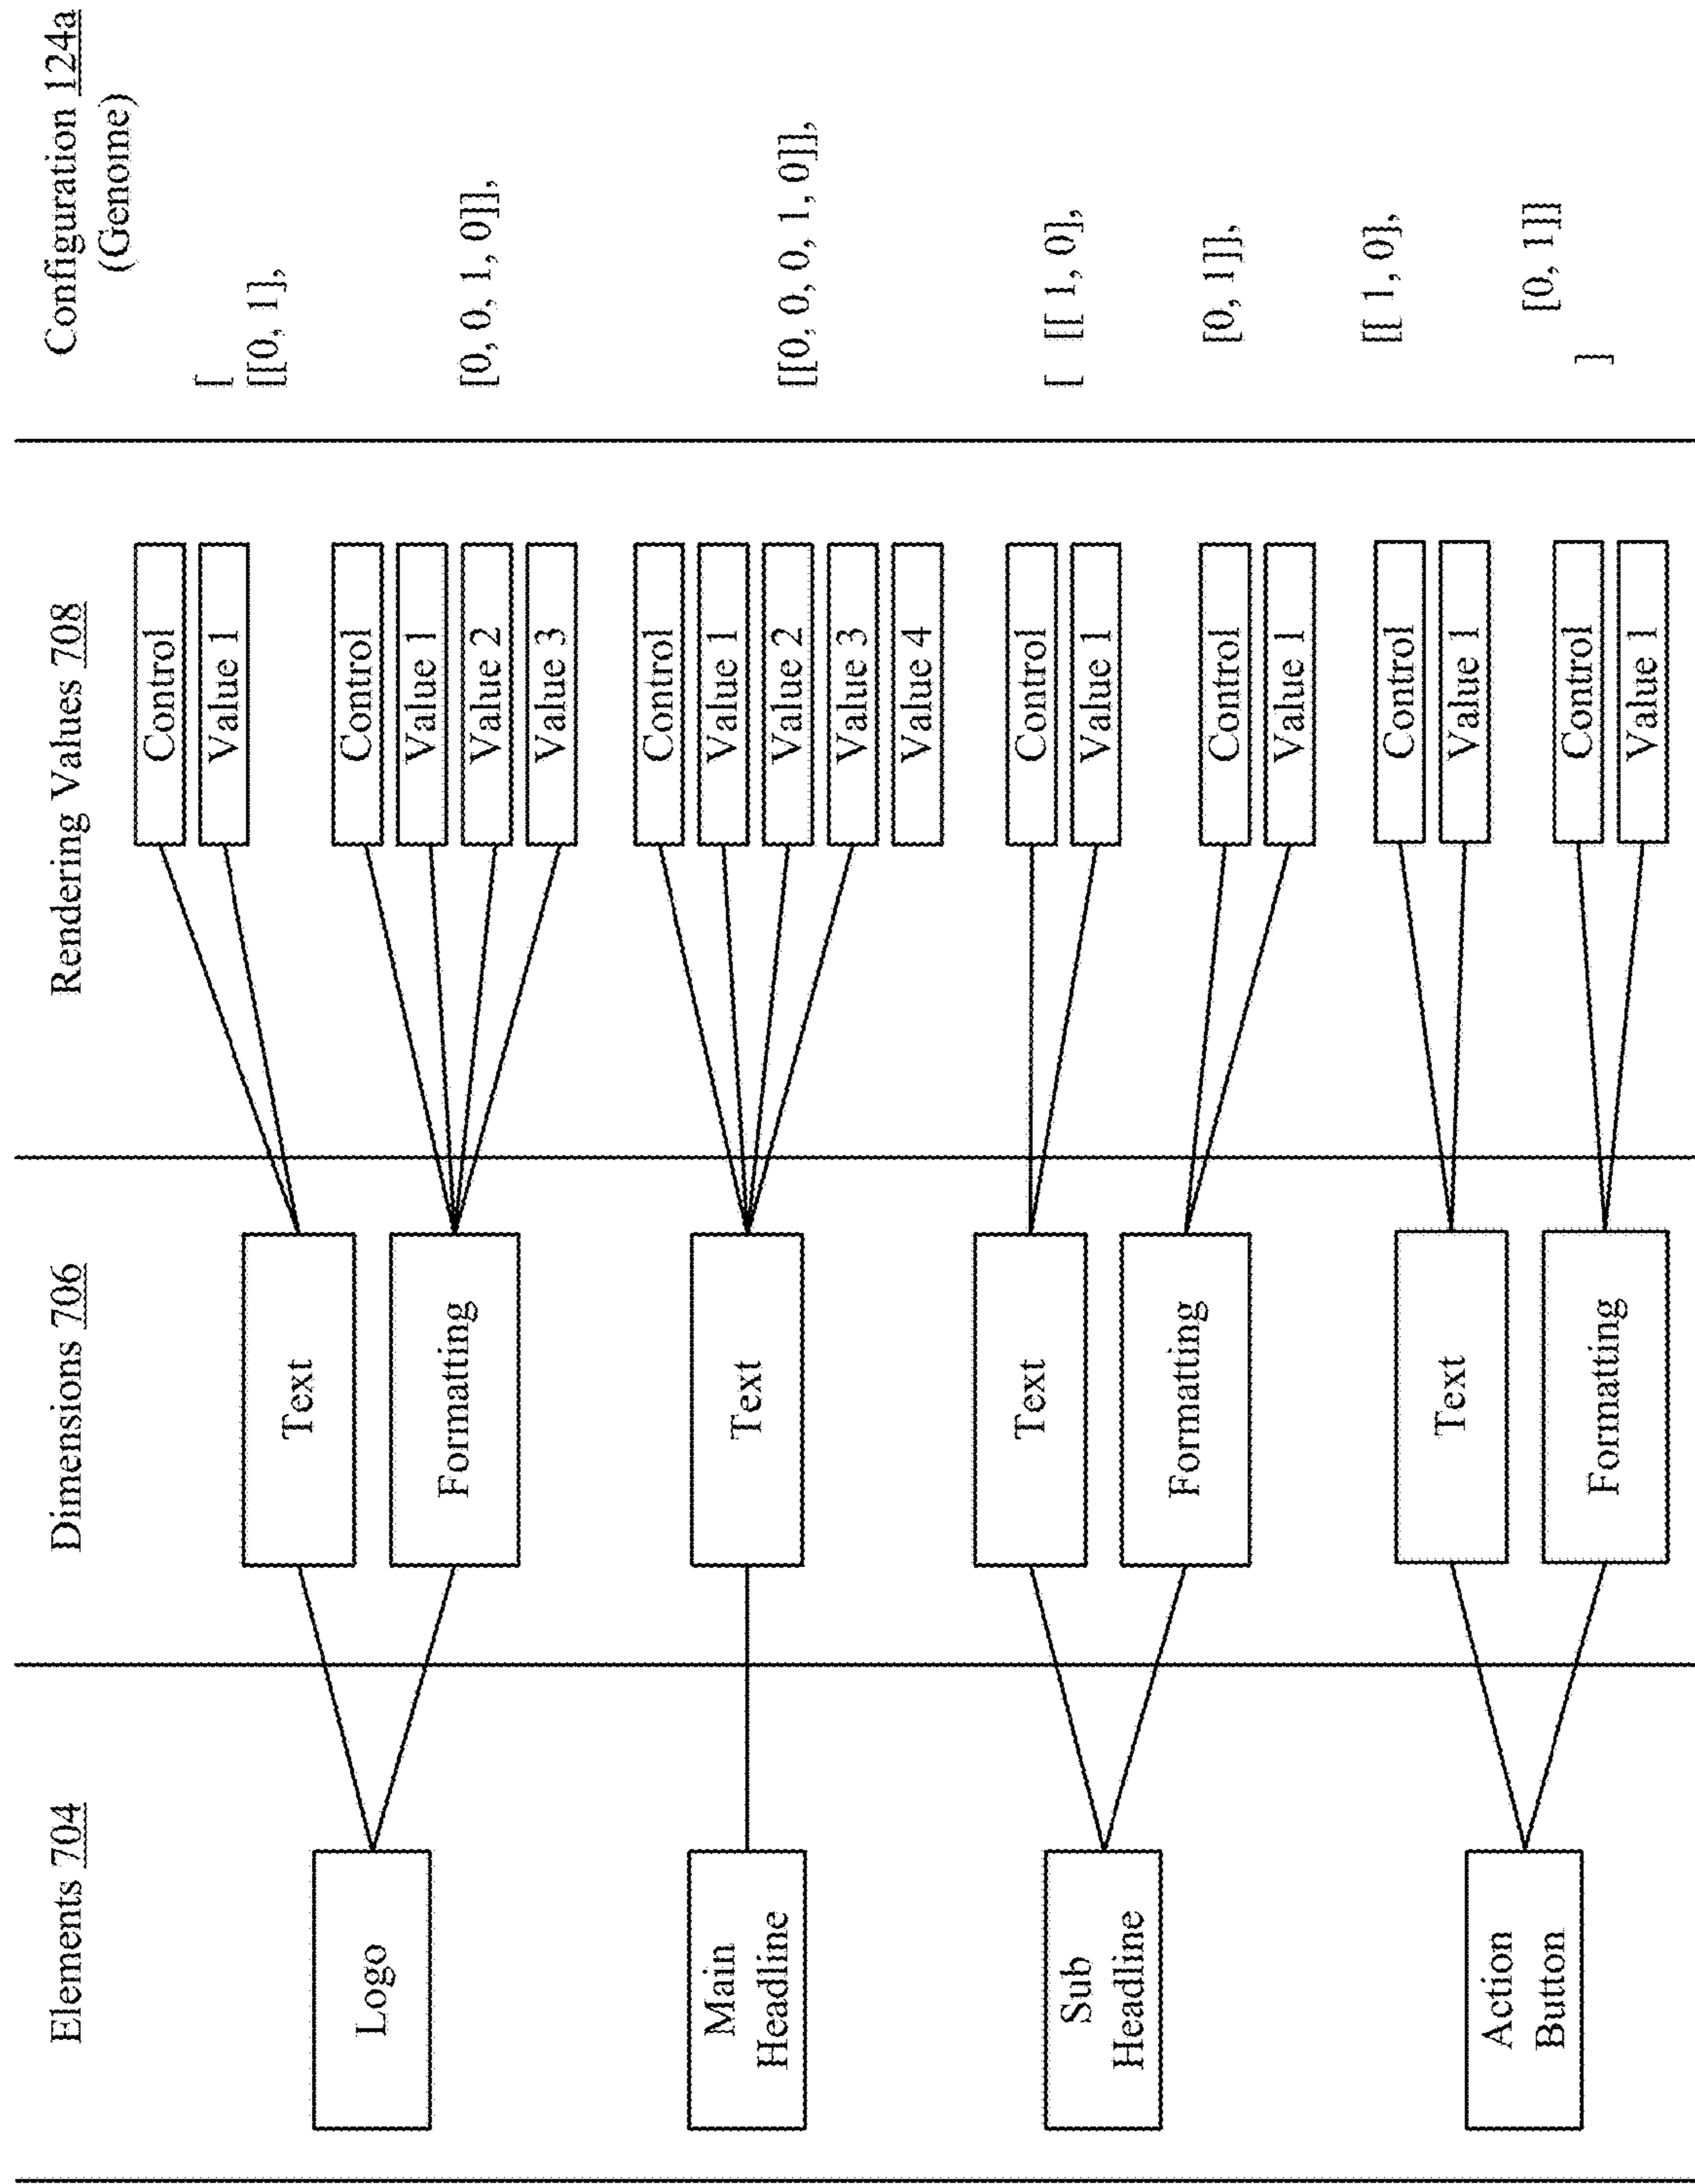 Elements 704
Dimensions 706
Rendering Values 708
Configuration 124a
(Genome)
Logo
Text
Control
Value 1
[
[[0, 1],
Formatting
Control
Value 1
Value 2
Value 3
[0, 0, 1, 0]],
Main
Headline
Text
Control
Value 1
Value 2
Value 3
Value 4
[[0, 0, 0, 1, 0]],
Sub
Headline
Text
Control
Value 1
[ [[ 1, 0],
Formatting
Control
Value 1
[0, 1]],
Action
Button
Text
Control
Value 1
[[ 1, 0],
Formatting
Control
Value 1
[0, 1]]
]